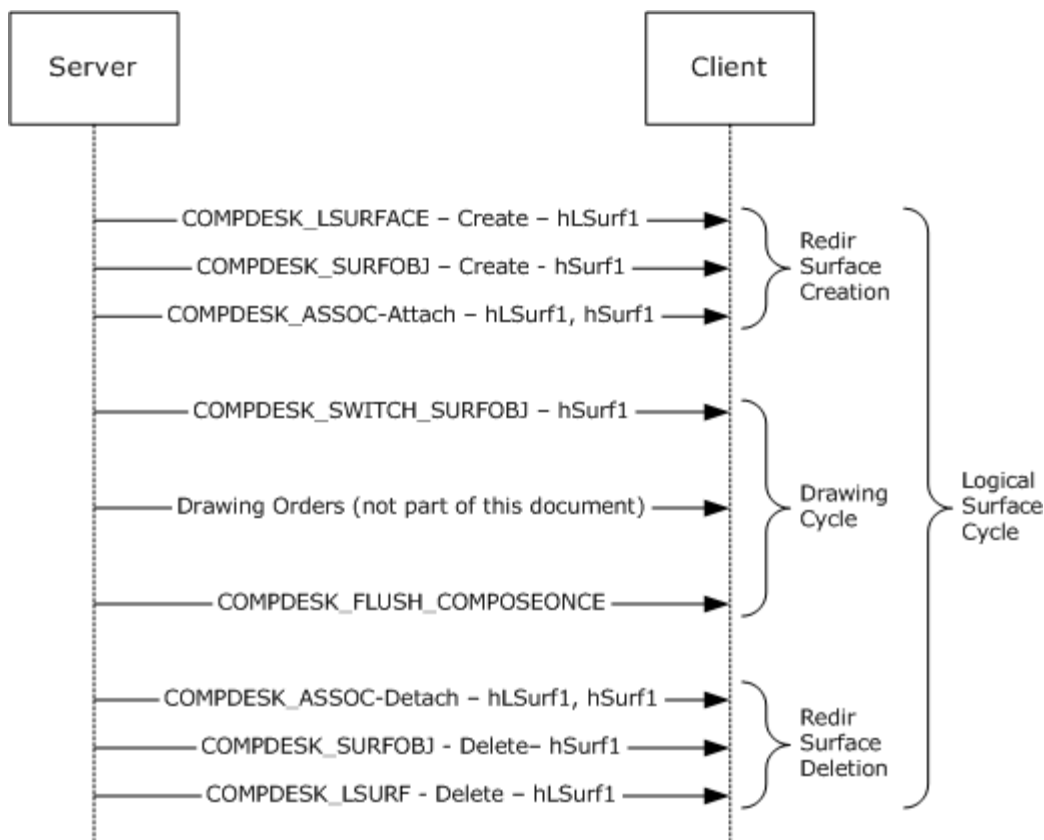 Server
Client
COMPDESK_LSURFACE – Create – hLSurf1
COMPDESK_SURFOBJ – Create - hSurf1
COMPDESK_ASSOC-Attach – hLSurf1, hSurf1
Redir
Surface
Creation
COMPDESK_SWITCH_SURFOBJ – hSurf1
Drawing Orders (not part of this document)
COMPDESK_FLUSH_COMPOSEONCE
Drawing
Cycle
Logical
Surface
Cycle
COMPDESK_ASSOC-Detach – hLSurf1, hSurf1
COMPDESK_SURFOBJ - Delete– hSurf1
COMPDESK_LSURF - Delete – hLSurf1
Redir
Surface
Deletion